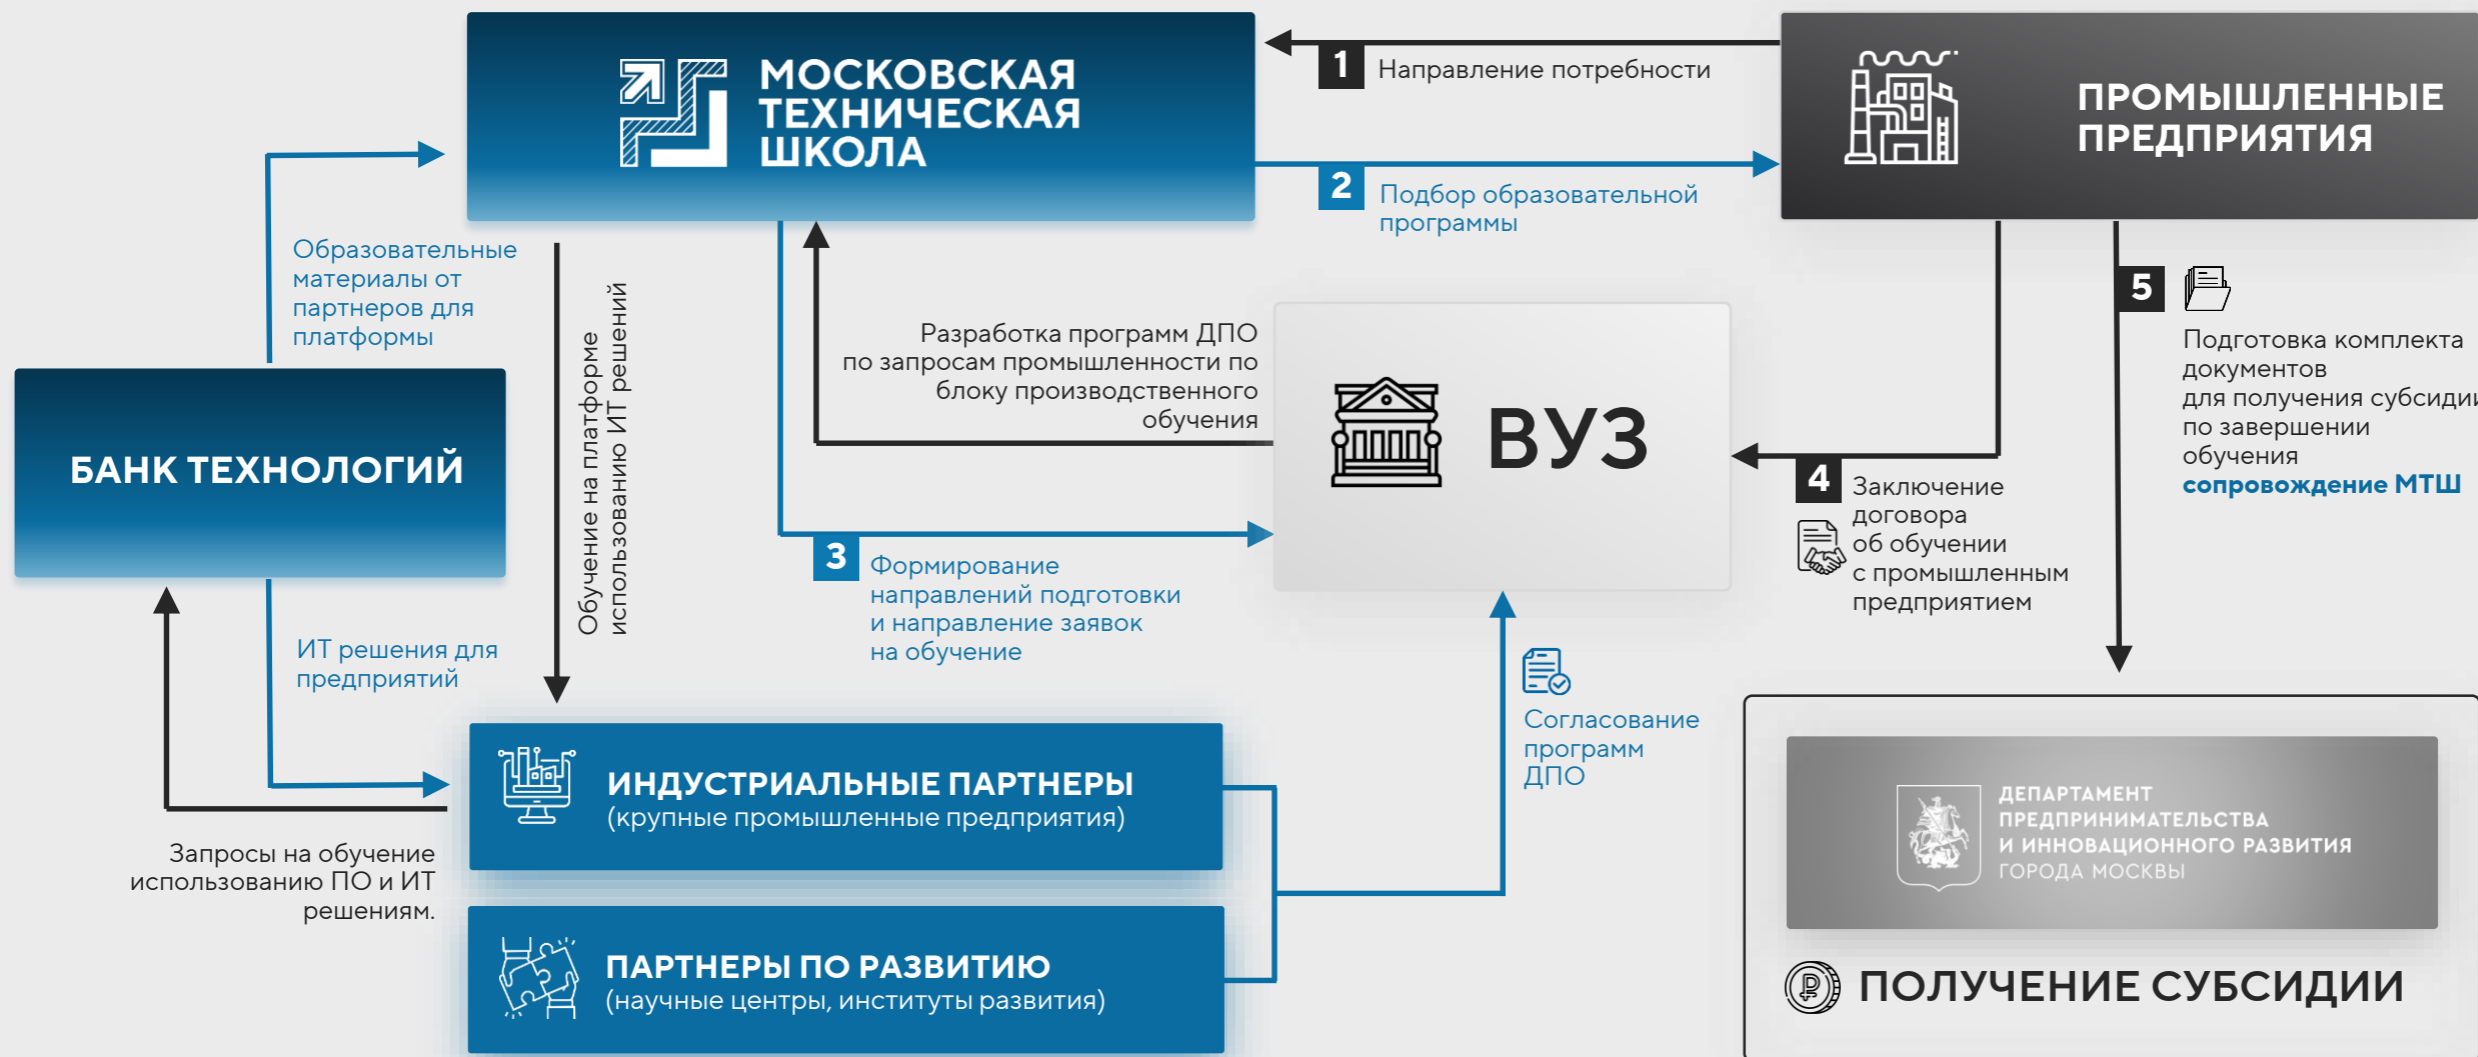 МОСКОВСКАЯ
ТЕХНИЧЕСКАЯ
ШКОЛА
1
Направление потребности
ПРОМЫШЛЕННЫЕ
ПРЕДПРИЯТИЯ
2
Подбор образовательной
программы
Образовательные
материалы от
партнеров для
платформы
Обучение на платформе
использованию ИТ решений
Разработка программ ДПО
по запросам промышленности по
блоку производственного
обучения
ВУЗ
5
Подготовка комплекта
документов
для получения субсидии
по завершении
обучения
сопровождение МТШ
БАНК ТЕХНОЛОГИЙ
4
Заключение
договора
об обучении
с промышленным
предприятием
3
Формирование
направлений подготовки
и направление заявок
на обучение
ИТ решения для
предприятий
Согласование
программ
ДПО
ИНДУСТРИАЛЬНЫЕ ПАРТНЕРЫ
(крупные промышленные предприятия)
Запросы на обучение
использованию ПО и ИТ
решениям.
ПАРТНЕРЫ ПО РАЗВИТИЮ
(научные центры, институты развития)
ДЕПАРТАМЕНТ
ПРЕДПРИНИМАТЕЛЬСТВА
И ИННОВАЦИОННОГО РАЗВИТИЯ
ГОРОДА МОСКВЫ
ПОЛУЧЕНИЕ СУБСИДИИ